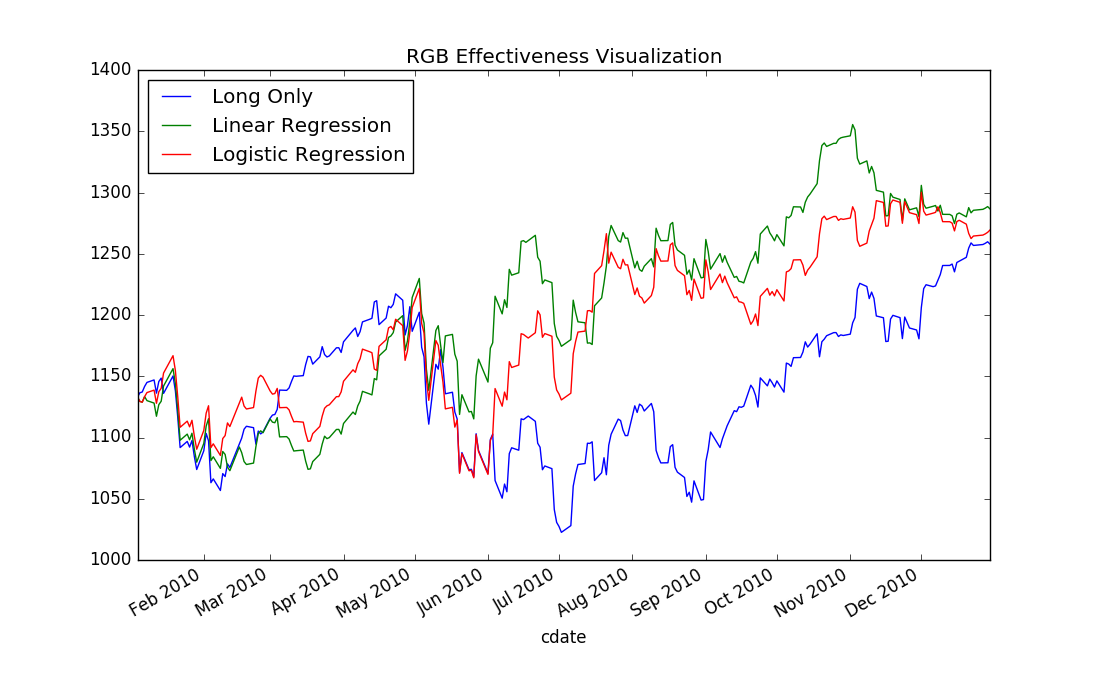 RGB Effectiveness Visualization
1400
1350
1300
1250
1200
1150
1100
1050
1000
Long Only
Linear Regression
Logistic Regression
Feb 2010
Mar 2010
Apr 2010
May 2010
Jun 2010
Jul 2010
Aug 2010
Sep 2010
Oct 2010
Nov 2010
Dec 2010
cdate